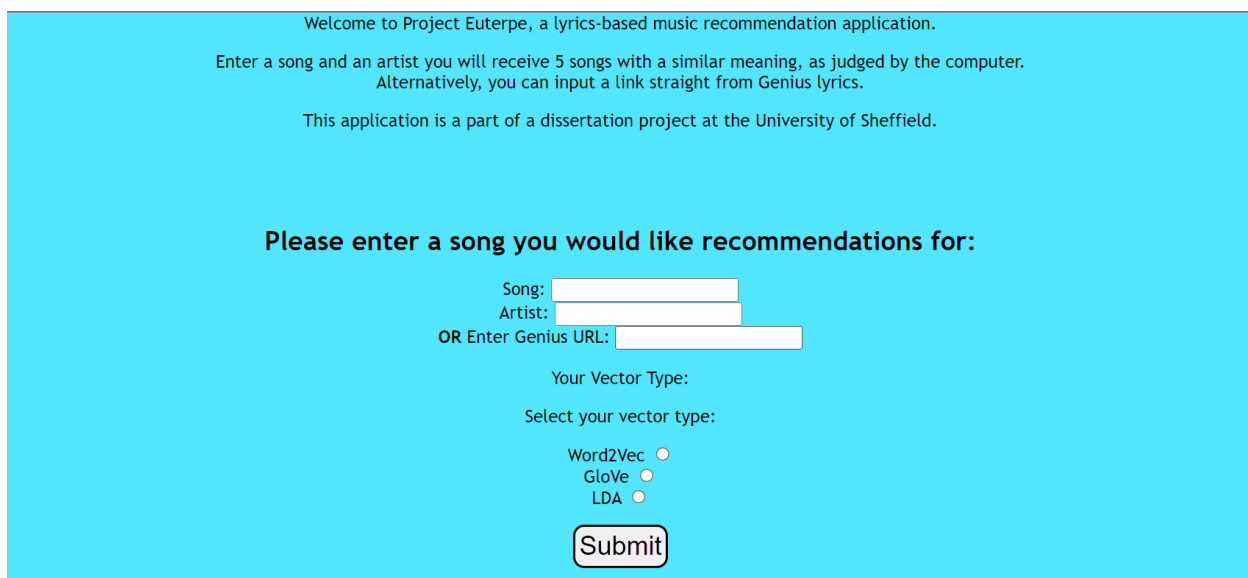 Welcome to Project Euterpe, a lyrics-based music recommendation application.
Enter a song and an artist you will receive 5 songs with a similar meaning, as judged by the computer.
Alternatively, you can input a link straight from Genius lyrics.
This application is a part of a dissertation project at the University of Sheffield.
Please enter a song you would like recommendations for:
Song:
Artist:
OR Enter Genius URL:
Your Vector Type:
Select your vector type:
Word2Vec
GloVe
LDA
Submit